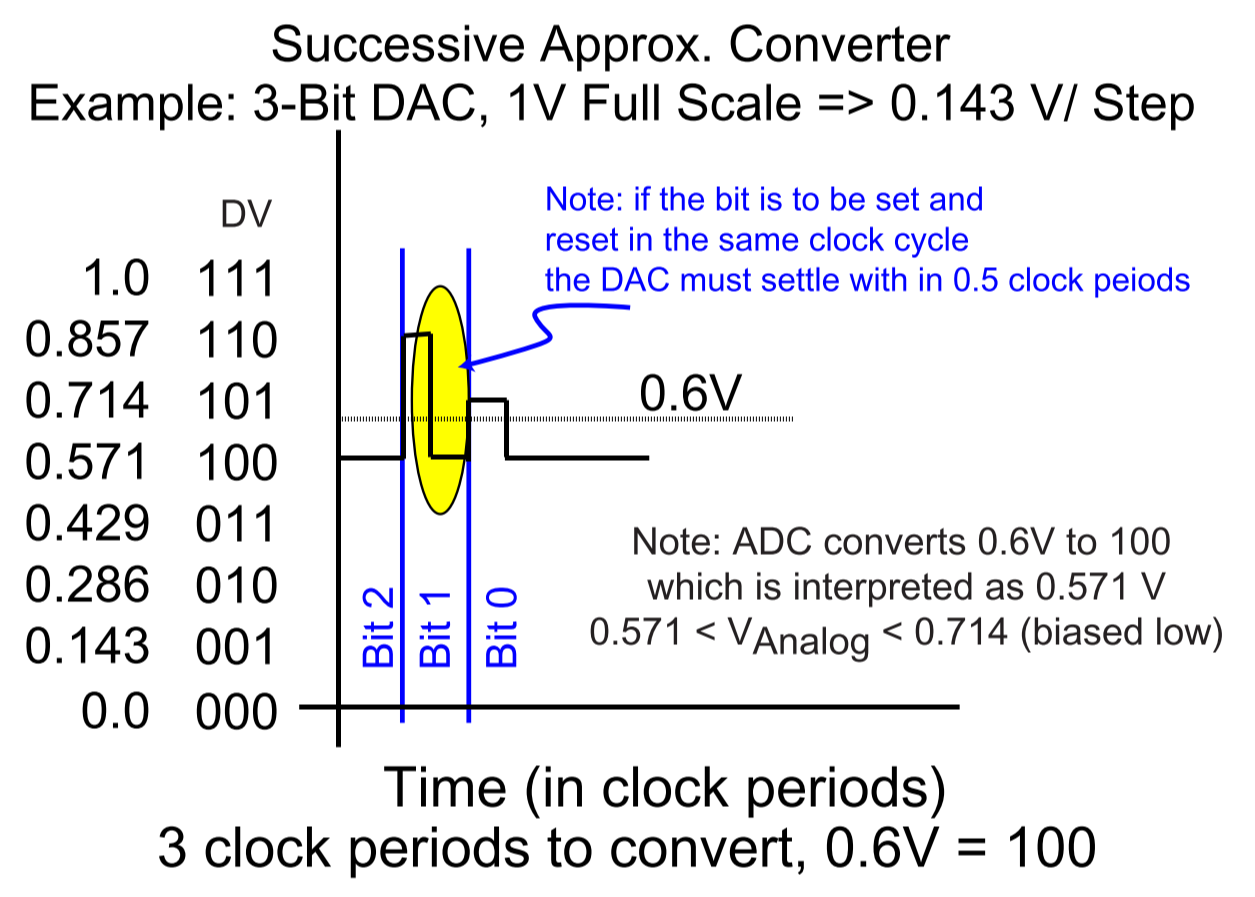 Successive Approx. Converter
Example: 3-Bit DAC, 1V Full Scale => 0.143 V/ Step
DV
1.0 111
0.857 110
0.714 101
0.571 100
0.429 011
0.286 010
0.143 001
0.0 000
Note: if the bit is to be set and
reset in the same clock cycle
the DAC must settle with in 0.5 clock peiods
0.6V
Note: ADC converts 0.6V to 100
which is interpreted as 0.571 V
0.571 < VAnalog < 0.714 (biased low)
Bit 2
Bit 1
Bit 0
Time (in clock periods)
3 clock periods to convert, 0.6V = 100